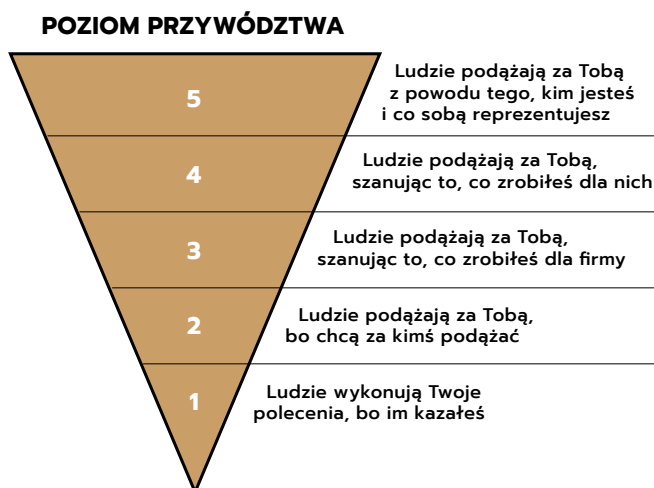 POZIOM PRZYWÓDZTWA
5
Ludzie podążają za Tobą
z powodu tego, kim jesteś
i co sobą reprezentujesz
4
Ludzie podążają za Tobą,
szanując to, co zrobiłeś dla nich
3
Ludzie podążają za Tobą,
szanując to, co zrobiłeś dla firmy
2
Ludzie podążają za Tobą,
bo chcą za kimś podążać
1
Ludzie wykonują Twoje
polecenia, bo im kazałeś